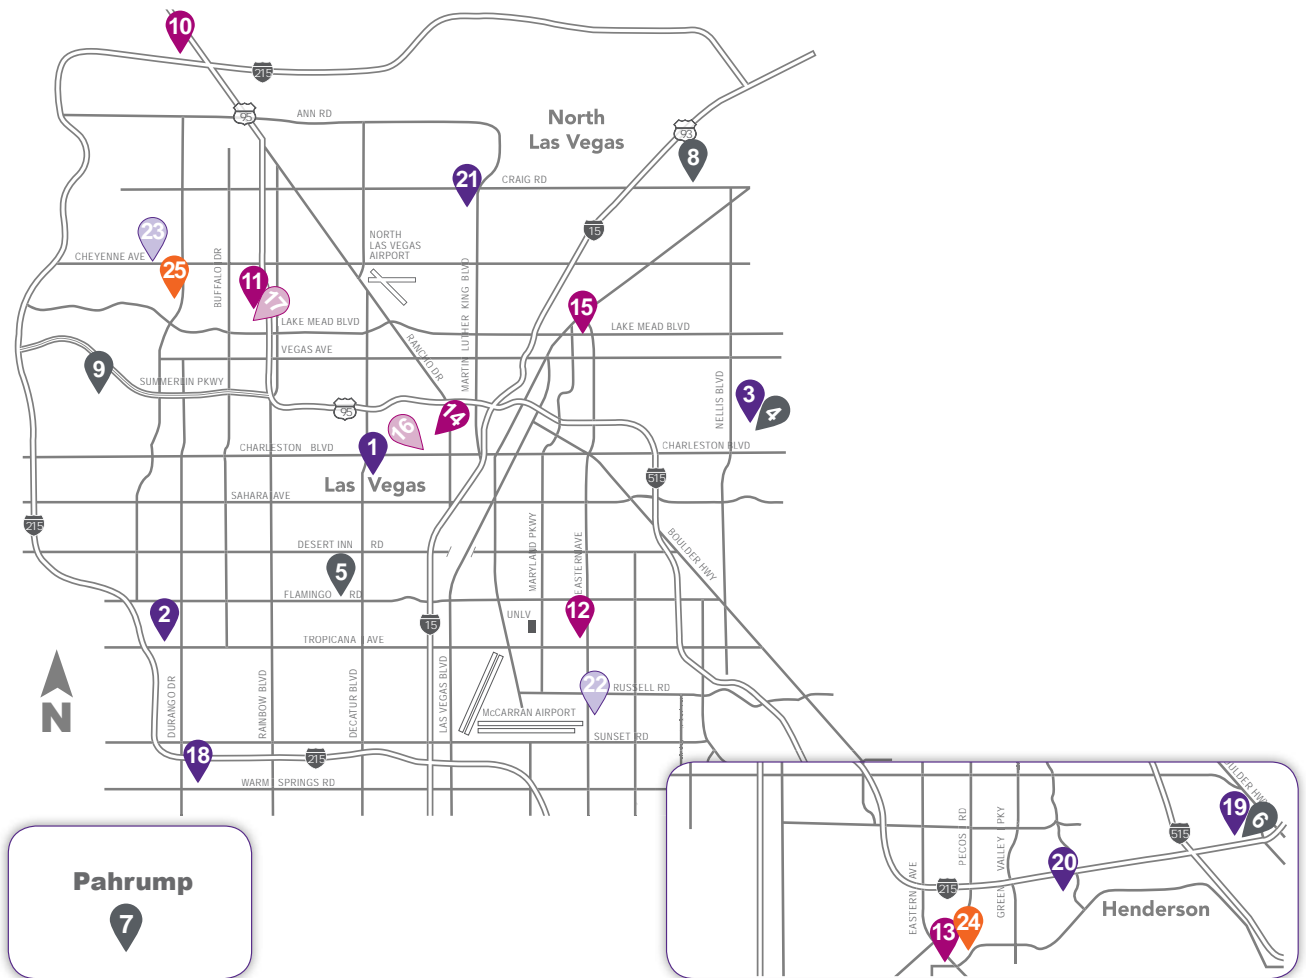 10
215
95
ANN RD
North
Las Vegas
93
8
21
CRAIG RD
15
23
NORTH
LAS VEGAS
AIRPORT
CHEYENNE AVE
25
BUFFALO DR
11
17
MARTIN LUTHER KING BLVD
15
LAKE MEAD BLVD
LAKE MEAD BLVD
VEGAS AVE
RANCHO DR
9
SUMMERLIN PKWY
95
NELLIS BLVD
3
4
14
16
CHARLESTON BLVD
1
CHARLESTON BLVD
Las Vegas
515
SAHARA AVE
215
DESERT INN RD
MARYLAND PKWY
EASTERN AVE
BOULDER HWY
5
FLAMINGO RD
2
UNLV
12
15
TROPICANA AVE
N
DURANGO DR
RAINBOW BLVD
DECATUR BLVD
LAS VEGAS BLVD
22
RUSSELL RD
McCARRAN AIRPORT
SUNSET RD
18
215
WARM SPRINGS RD
OULDER HWY
19
6
515
PECOS RD
GREEN VALLEY PKY
EASTERN AVE
20
215
Henderson
13
24
Pahrump
7